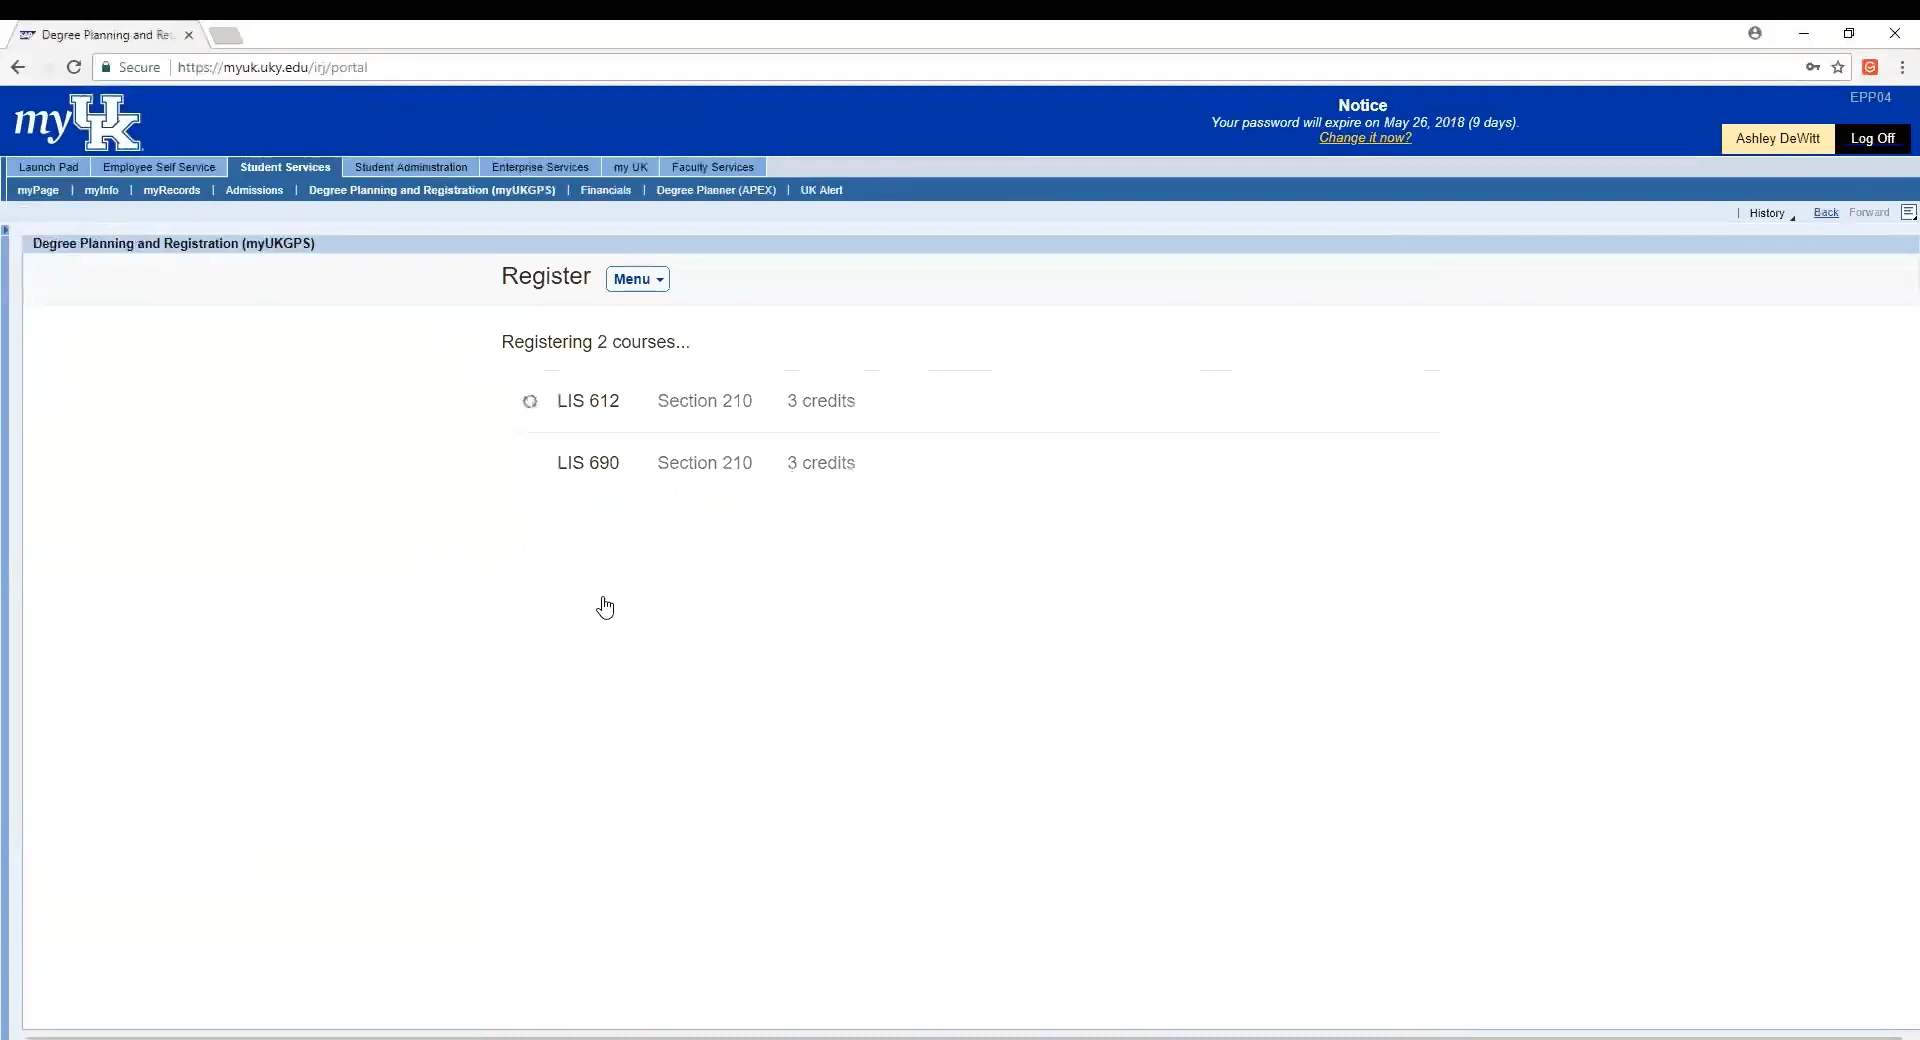 Degree Planning and Re
Secure https://myuk.uky.edu/irj/portal
my UK
Notice
Your password will expire on May 26, 2018 (9 days).
Change it now?
EPP04
Ashley DeWitt Log Off
Launch Pad Employee Self Service Student Services Student Administration Enterprise Services my UK Faculty Services
myPage | myInfo | myRecords | Admissions | Degree Planning and Registration (myUKGPS) | Financials | Degree Planner (APEX) | UK Alert
| History Back Forward
Degree Planning and Registration (myUKGPS)
Register Menu
Registering 2 courses...
LIS 612 Section 210 3 credits
LIS 690 Section 210 3 credits